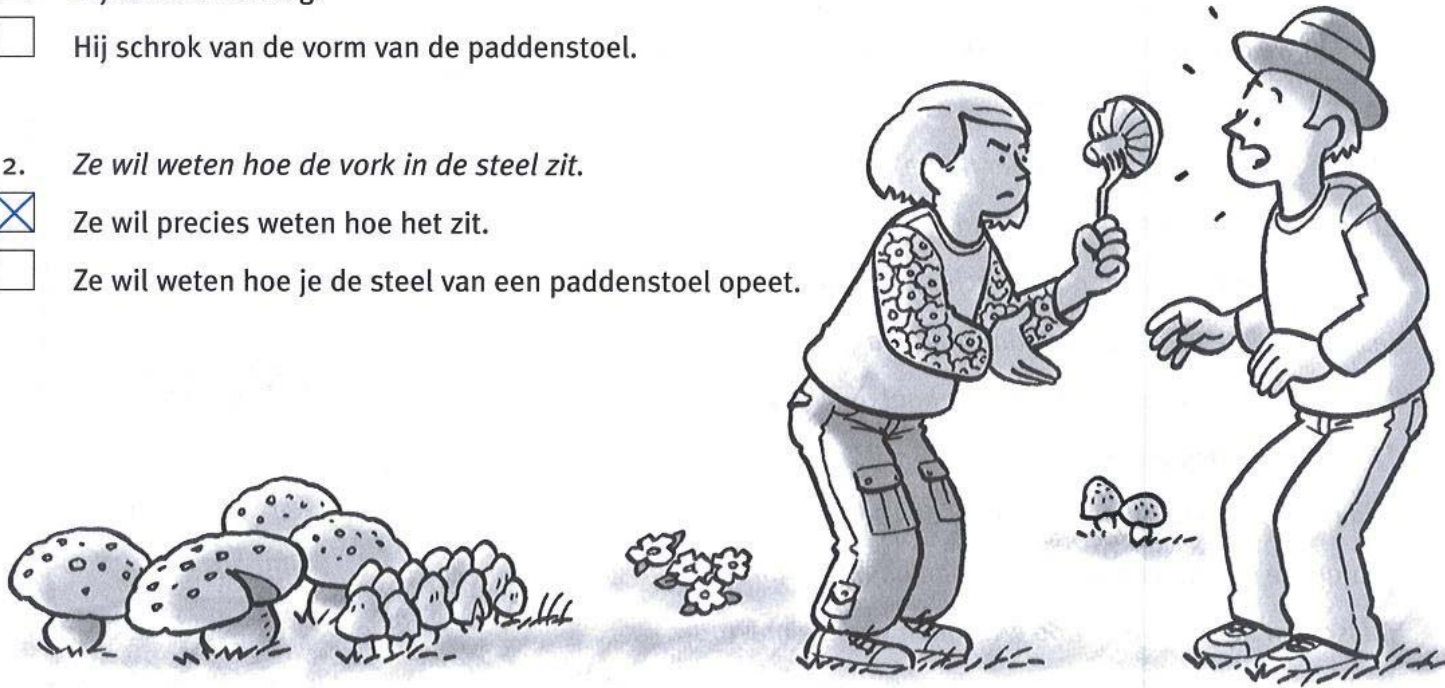 Hij schrok van de vorm van de paddenstoel.
2. Ze wil weten hoe de vork in de steel zit.
Ze wil precies weten hoe het zit.
Ze wil weten hoe je de steel van een paddenstoel opeet.